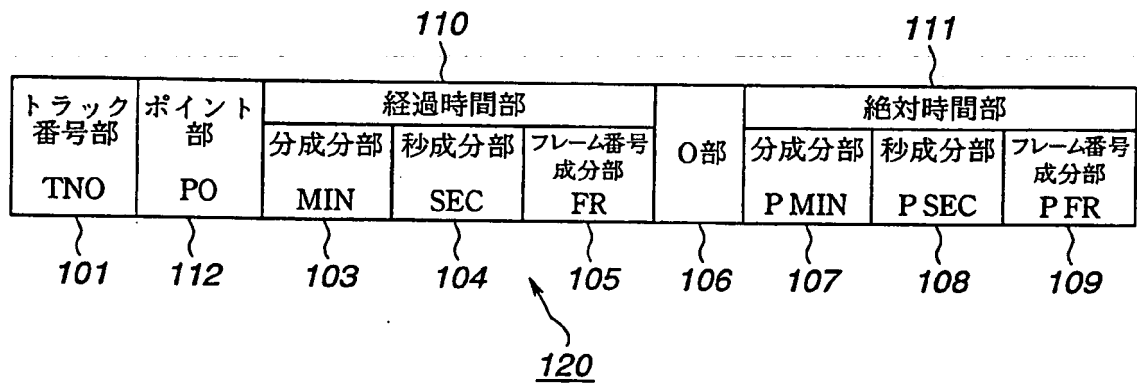 110
111
トラック
番号部
TNO
ポイント
部
PO
経過時間部
分成分部
MIN
秒成分部
SEC
フレーム番号
成分部
FR
O部
絶対時間部
分成分部
P MIN
秒成分部
P SEC
フレーム番号
成分部
P FR
101
112
103
104
105
106
107
108
109
120